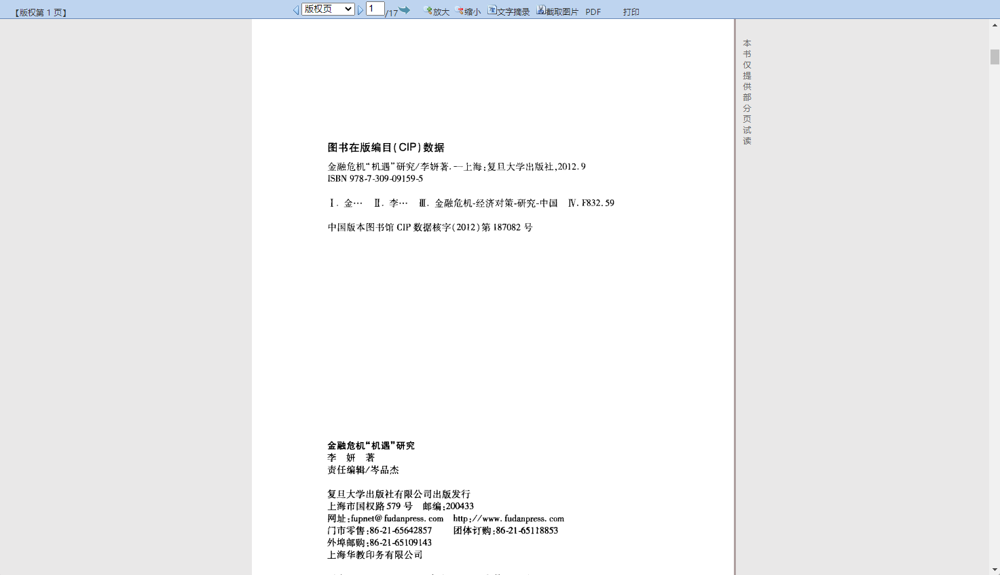 【版权第 1 页】
版权页 1 /17 放大 缩小 文字摘录 截取图片 PDF 打印
本书仅提供部分页试读
图书在版编目(CIP)数据
金融危机“机遇”研究/李妍著.—上海:复旦大学出版社,2012.9
ISBN 978-7-309-09159-5
Ⅰ. 金… Ⅱ. 李… Ⅲ. 金融危机-经济对策-研究-中国 Ⅳ. F832.59
中国版本图书馆 CIP 数据核字(2012)第 187082 号
金融危机“机遇”研究
李 妍 著
责任编辑/岑品杰
复旦大学出版社有限公司出版发行
上海市国权路 579 号 邮编:200433
网址:fupnet@fudanpress.com http://www.fudanpress.com
门市零售:86-21-65642857 团体订购:86-21-65118853
外埠邮购:86-21-65109143
上海华教印务有限公司